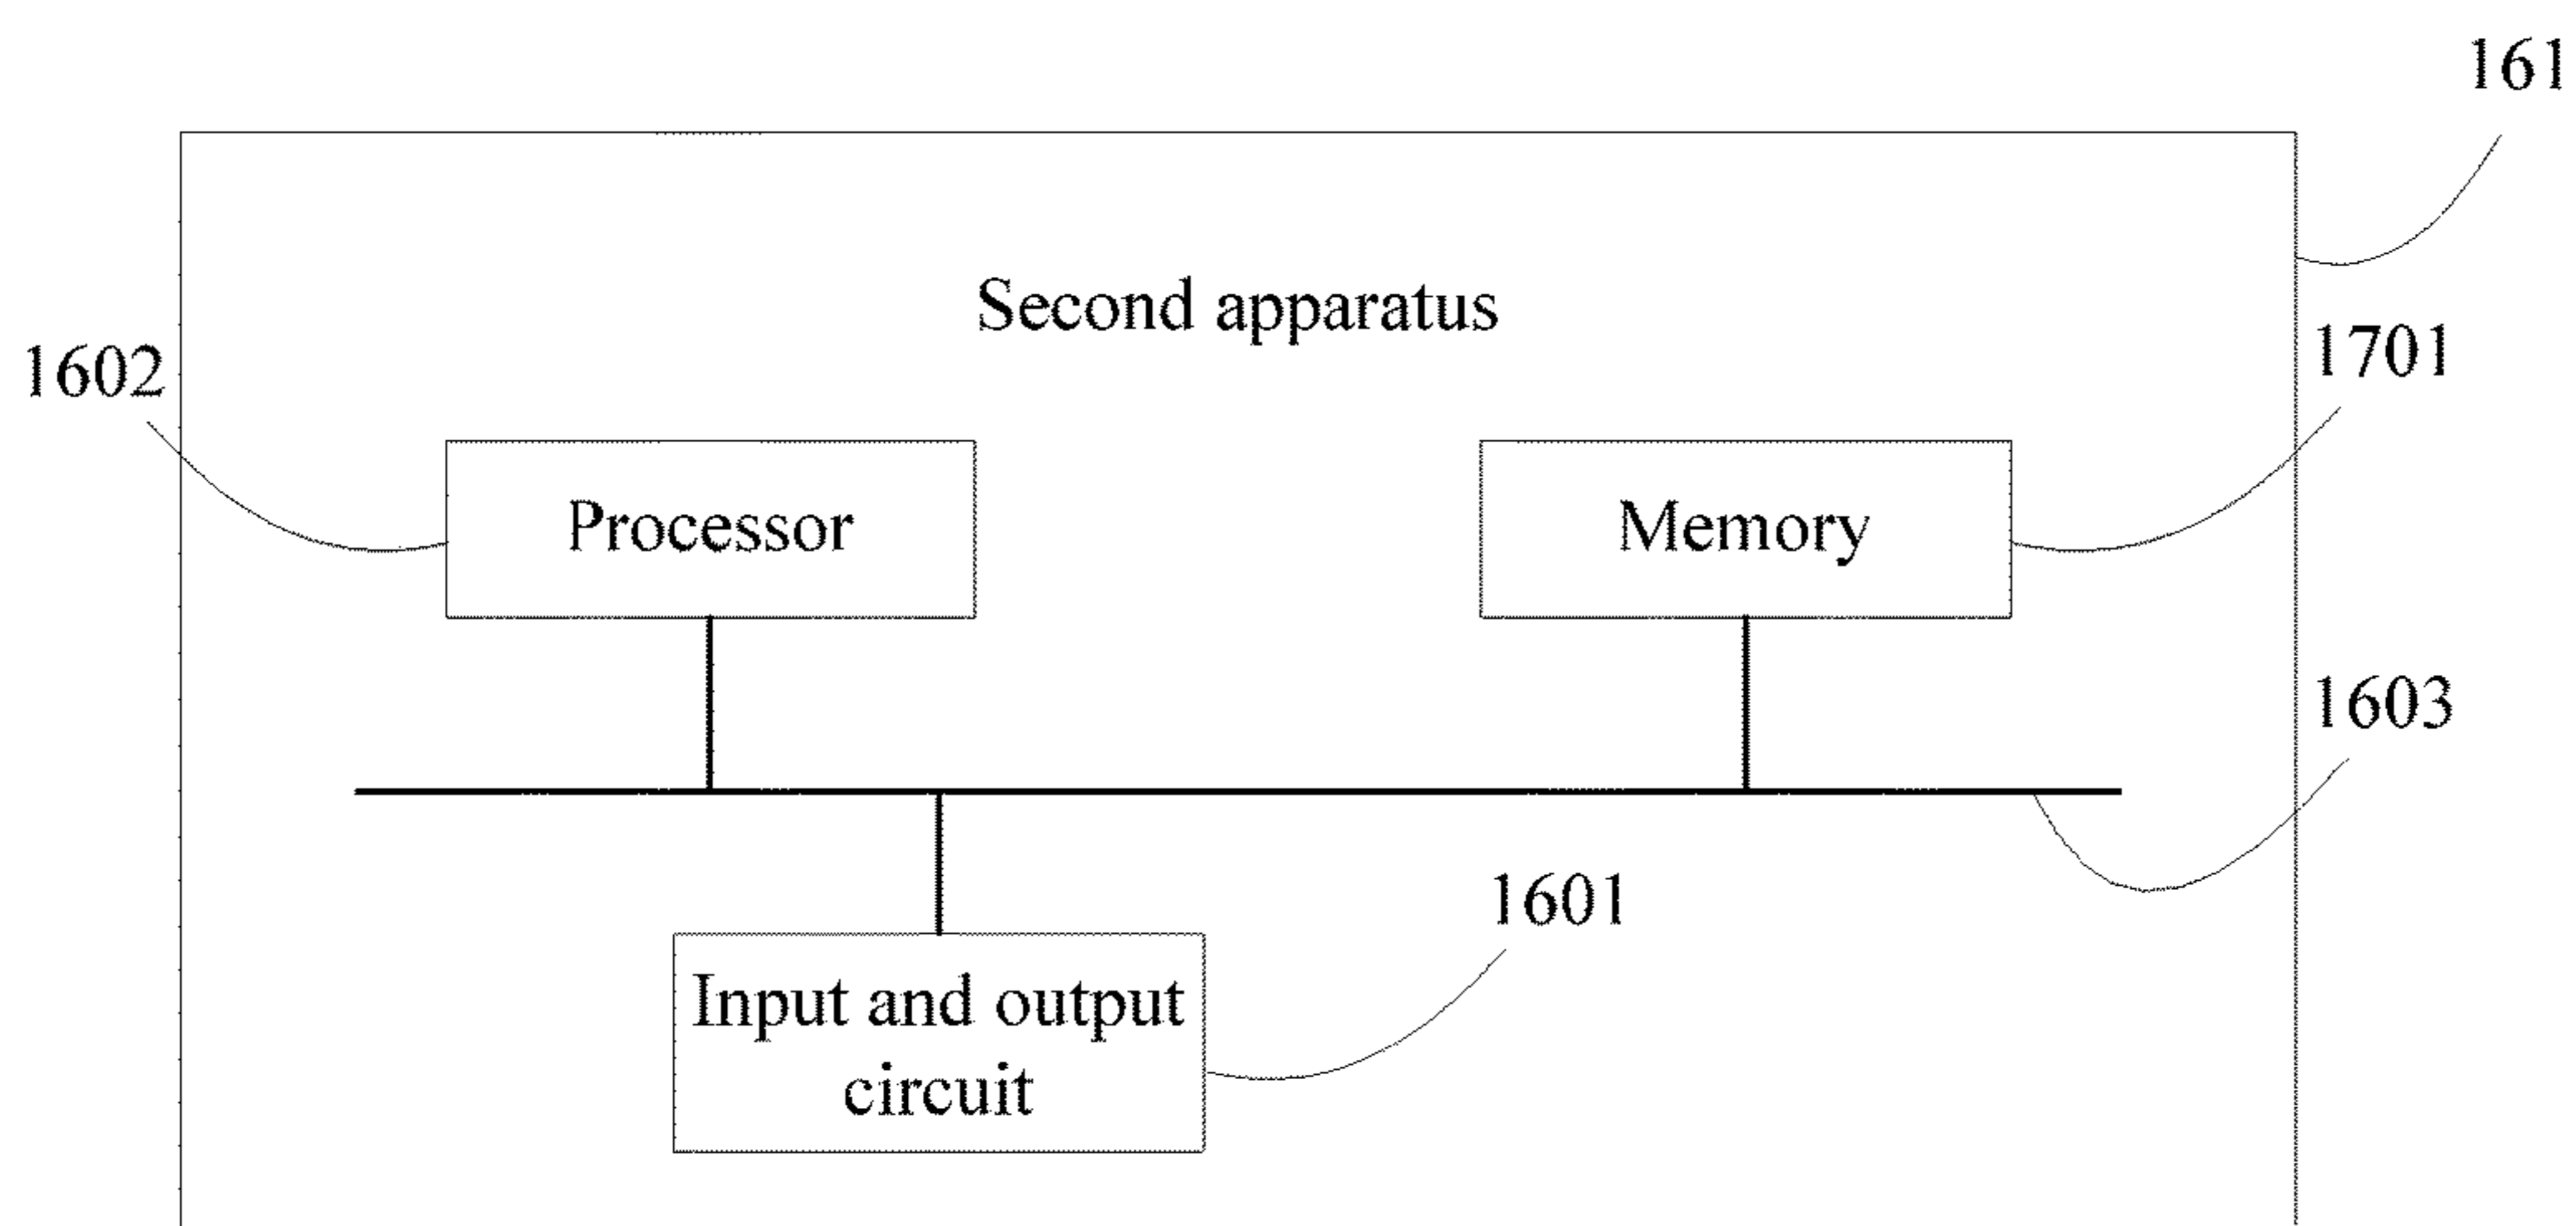 161
Second apparatus
1701
1602
Processor
Memory
1603
1601
Input and output
circuit